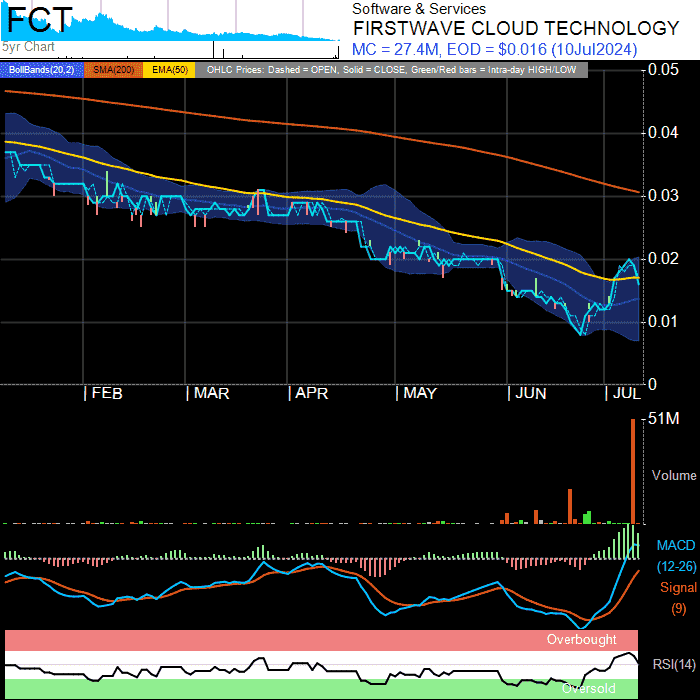 FCT
Software & Services
FIRSTWAVE CLOUD TECHNOLOGY
5yr Chart
MC = 27.4M, EOD = $0.016 (10Jul2024)
BollBands(20,2) SMA(200) EMA(50) OHLC Prices: Dashed = OPEN, Solid = CLOSE, Green/Red bars = Intra-day HIGH/LOW
0.05
0.04
0.03
0.02
0.01
0
| FEB | MAR | APR | MAY | JUN | JUL
51M
Volume
MACD
(12-26)
Signal
(9)
Overbought
RSI(14)
Oversold